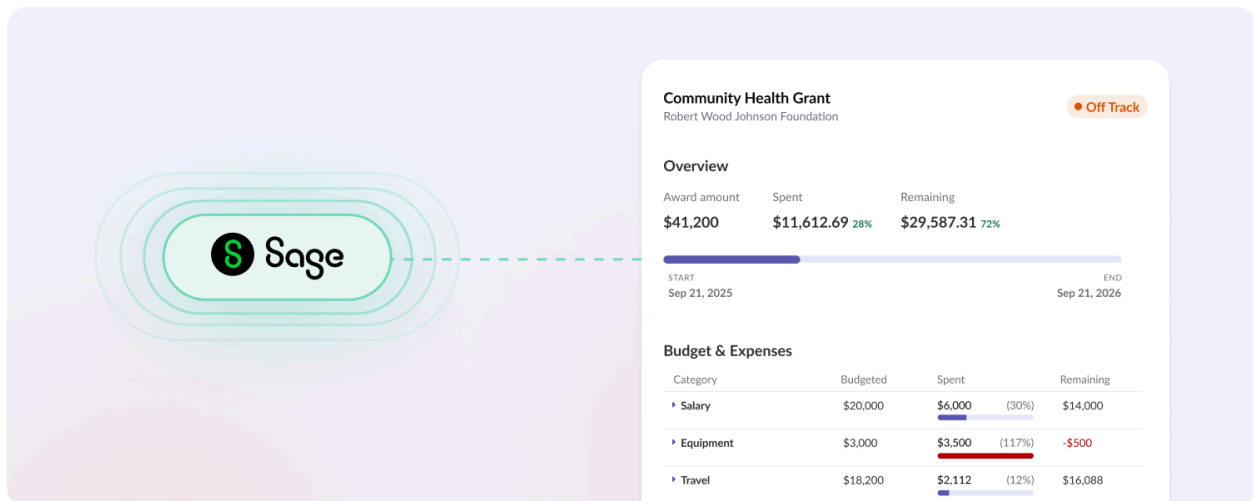 Sage
Community Health Grant
Off Track
Robert Wood Johnson Foundation
Overview
Award amount Spent Remaining
$41,200 $11,612.69 28% $29,587.31 72%
START END
Sep 21, 2025 Sep 21, 2026
Budget & Expenses
Category Budgeted Spent Remaining
Salary $20,000 $6,000 (30%) $14,000
Equipment $3,000 $3,500 (117%) -$500
Travel $18,200 $2,112 (12%) $16,088